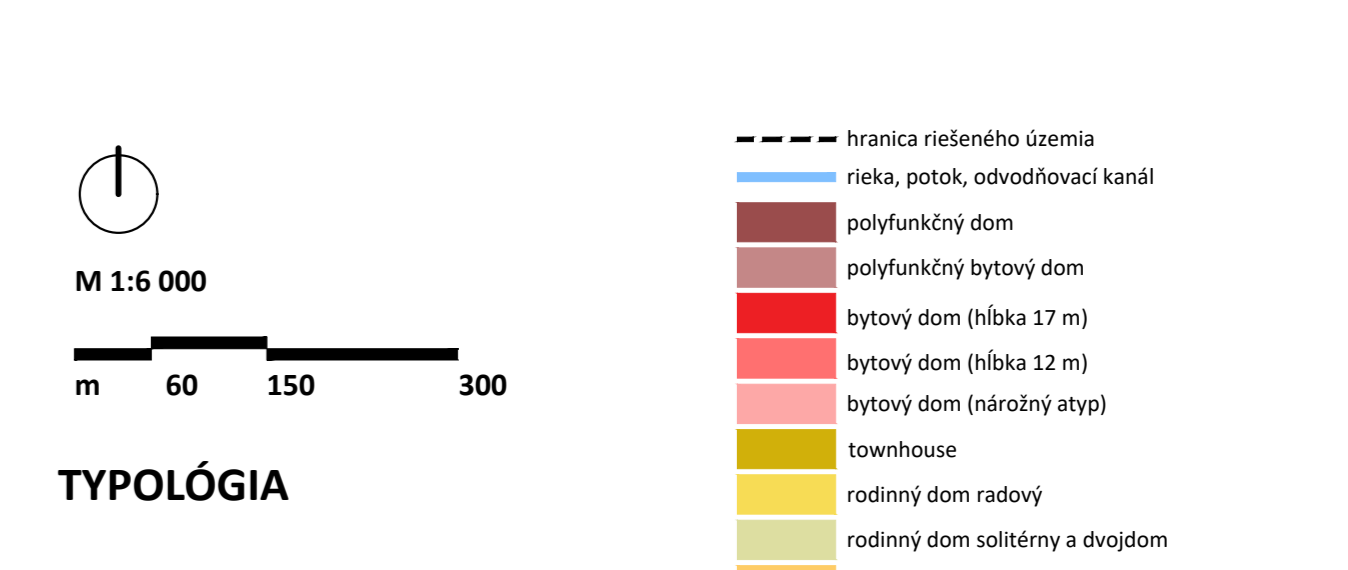 M 1:6 000
m 60 150 300
TYPOLÓGIA
hranica riešeného územia
rieka, potok, odvodňovací kanál
polyfunkčný dom
polyfunkčný bytový dom
bytový dom (hĺbka 17 m)
bytový dom (hĺbka 12 m)
bytový dom (nárožný atyp)
townhouse
rodinný dom radový
rodinný dom solitérny a dvojdom